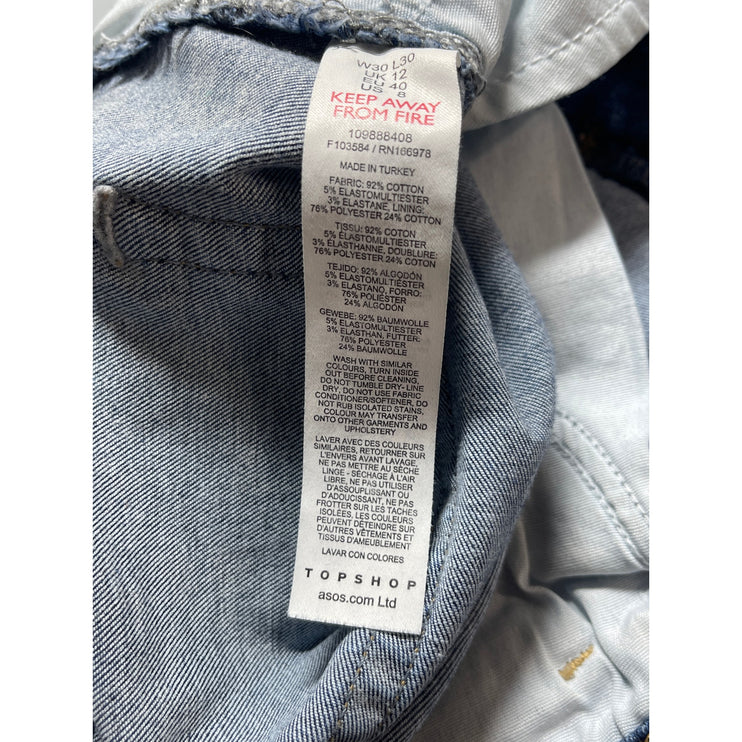 W30 L30
UK 12
EU 40
US 8
KEEP AWAY
FROM FIRE
109888408
F103584 / RN166978
MADE IN TURKEY
FABRIC: 92% COTTON
5% ELASTOMULTIESTER
3% ELASTANE, LINING:
76% POLYESTER 24% COTTON
TISSU: 92% COTON
5% ELASTOMULTIESTER
3% ÉLASTHANNE, DOUBLURE:
76% POLYESTER 24% COTON
TEJIDO: 92% ALGODÓN
5% ELASTOMULTIESTER
3% ELASTANO, FORRO:
76% POLIÉSTER
24% ALGODÓN
GEWEBE: 92% BAUMWOLLE
5% ELASTOMULTIESTER
3% ELASTHAN, FUTTER:
76% POLYESTER
24% BAUMWOLLE
WASH WITH SIMILAR
COLOURS, TURN INSIDE
OUT BEFORE CLEANING,
DO NOT TUMBLE DRY- LINE
DRY, DO NOT USE FABRIC
CONDITIONER/SOFTENER, DO
NOT RUB ISOLATED STAINS,
COLOUR MAY TRANSFER
ONTO OTHER GARMENTS AND
UPHOLSTERY
LAVER AVEC DES COULEURS
SIMILAIRES, RETOURNER SUR
L'ENVERS AVANT LAVAGE,
NE PAS METTRE AU SÈCHE
LINGE - SÉCHAGE À L'AIR
LIBRE, NE PAS UTILISER
D'ASSOUPLISSANT OU
D'ADOUCISSANT, NE PAS
FROTTER SUR LES TACHES
ISOLÉES. LES COULEURS
PEUVENT DÉTEINDRE SUR
D'AUTRES VÊTEMENTS ET
TISSUS D'AMEUBLEMENT
LAVAR CON COLORES
TOPSHOP
asos.com Ltd